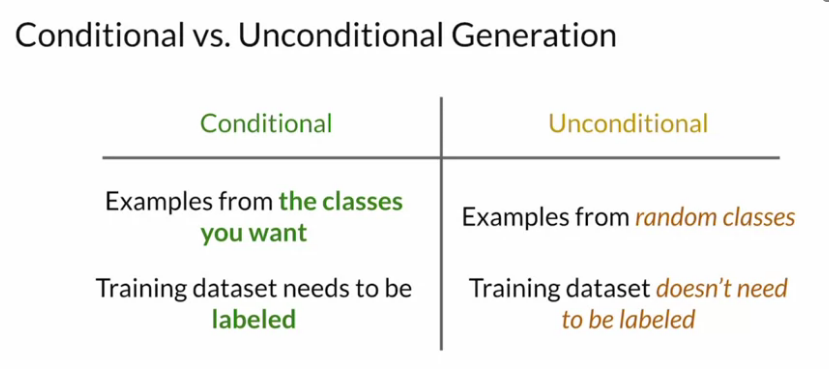 Conditional vs. Unconditional Generation
Conditional
Unconditional
Examples from the classes
you want
Examples from random classes
Training dataset needs to be
labeled
Training dataset doesn't need
to be labeled